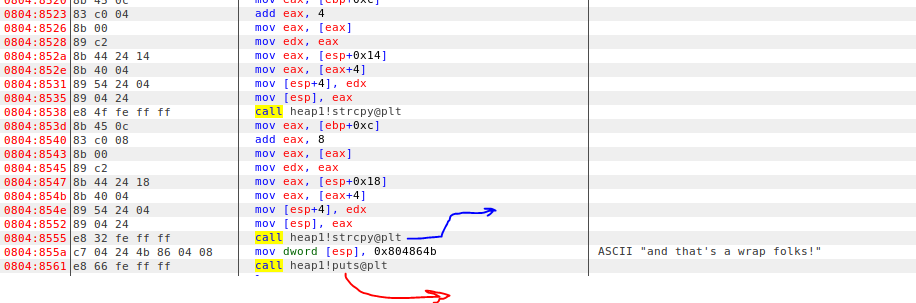 0804:8520 8b 45 0c mov eax, [ebp+0xc]
0804:8523 83 c0 04 add eax, 4
0804:8526 8b 00 mov eax, [eax]
0804:8528 89 c2 mov edx, eax
0804:852a 8b 44 24 14 mov eax, [esp+0x14]
0804:852e 8b 40 04 mov eax, [eax+4]
0804:8531 89 54 24 04 mov [esp+4], edx
0804:8535 89 04 24 mov [esp], eax
0804:8538 e8 4f fe ff ff call heap1!strcpy@plt
0804:853d 8b 45 0c mov eax, [ebp+0xc]
0804:8540 83 c0 08 add eax, 8
0804:8543 8b 00 mov eax, [eax]
0804:8545 89 c2 mov edx, eax
0804:8547 8b 44 24 18 mov eax, [esp+0x18]
0804:854b 8b 40 04 mov eax, [eax+4]
0804:854e 89 54 24 04 mov [esp+4], edx
0804:8552 89 04 24 mov [esp], eax
0804:8555 e8 32 fe ff ff call heap1!strcpy@plt
0804:855a c7 04 24 4b 86 04 08 mov dword [esp], 0x804864b ASCII "and that's a wrap folks!"
0804:8561 e8 66 fe ff ff call heap1!puts@plt